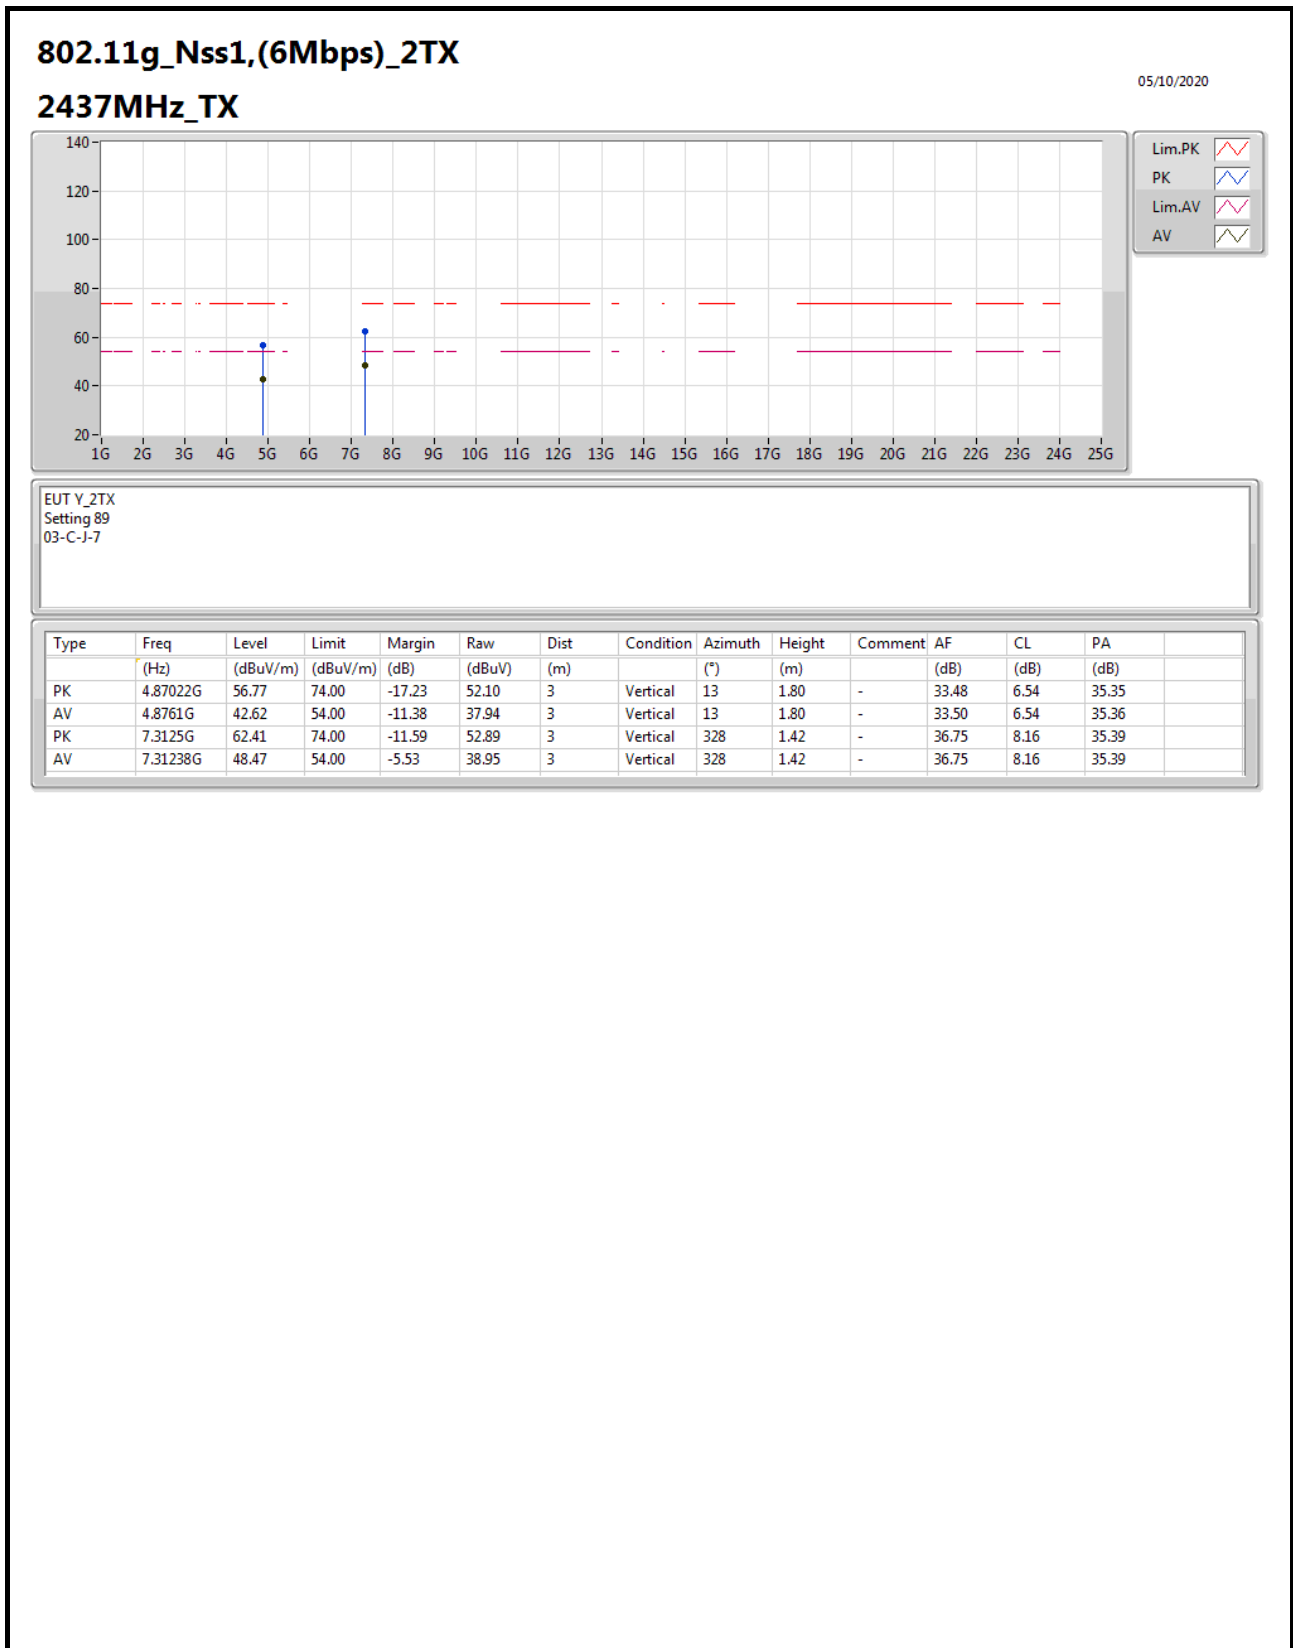 802.11g_Nss1,(6Mbps)_2TX
05/10/2020
2437MHz_TX
140
120
100
80
60
40
20
1G 2G 3G 4G 5G 6G 7G 8G 9G 10G 11G 12G 13G 14G 15G 16G 17G 18G 19G 20G 21G 22G 23G 24G 25G
Lim.PK
PK
Lim.AV
AV
EUT Y_2TX
Setting 89
03-C-J-7
Type Freq Level Limit Margin Raw Dist Condition Azimuth Height Comment AF CL PA
(Hz) (dBuV/m) (dBuV/m) (dB) (dBuV) (m) (°) (m) (dB) (dB) (dB)
PK 4.87022G 56.77 74.00 -17.23 52.10 3 Vertical 13 1.80 - 33.48 6.54 35.35
AV 4.8761G 42.62 54.00 -11.38 37.94 3 Vertical 13 1.80 - 33.50 6.54 35.36
PK 7.3125G 62.41 74.00 -11.59 52.89 3 Vertical 328 1.42 - 36.75 8.16 35.39
AV 7.31238G 48.47 54.00 -5.53 38.95 3 Vertical 328 1.42 - 36.75 8.16 35.39